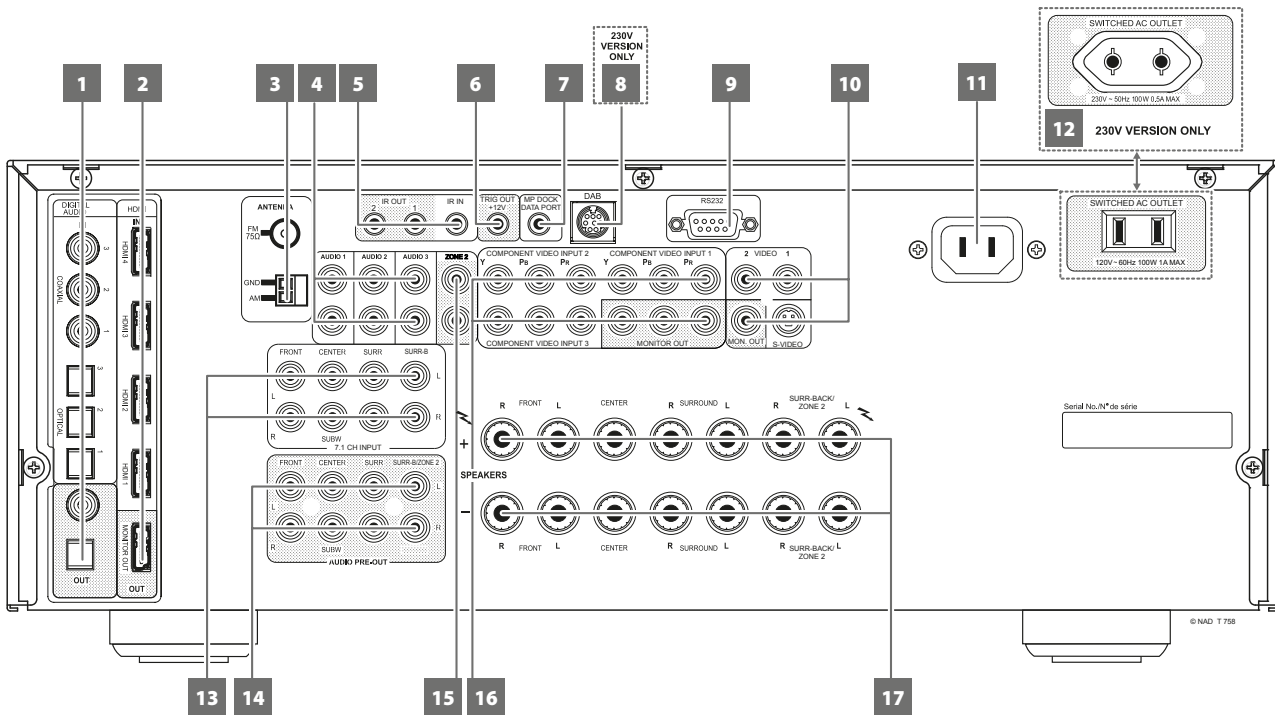 SWITCHED AC OUTLET
230V ~ 50Hz 100W 0,5A MAX
12 230V VERSION ONLY
230V
VERSION
ONLY
1 2 3 4 5 6 7 8 9 10 11
DIGITAL
AUDIO
IN
3
2
1
COAXIAL
3
2
1
OPTICAL
OUT
HDMI
IN
HDMI 4
HDMI 3
HDMI 2
HDMI 1
MONITOR OUT
OUT
ANTENNA
FM
75Ω
GND
AM
IR OUT
2 1
IR IN
TRIG OUT
+12V
MP DOCK
DATA PORT
DAB
RS232
SWITCHED AC OUTLET
120V ~ 60Hz 100W 1A MAX
AUDIO 1 AUDIO 2 AUDIO 3 ZONE 2
COMPONENT VIDEO INPUT 2 COMPONENT VIDEO INPUT 1
Y PB PR Y PB PR
2 VIDEO 1
COMPONENT VIDEO INPUT 3 MONITOR OUT
MON. OUT S-VIDEO
FRONT CENTER SURR SURR-B
L
L
R
R
SUBW
7.1 CH INPUT
FRONT CENTER SURR SURR-B/ZONE 2
L
L
R
R
SUBW
AUDIO PRE-OUT
R FRONT L CENTER R SURROUND L R SURR-BACK/
ZONE 2 L
+
SPEAKERS
–
R FRONT L CENTER R SURROUND L R SURR-BACK/
ZONE 2 L
Serial No./N° de série
© NAD T 758
13 14 15 16 17